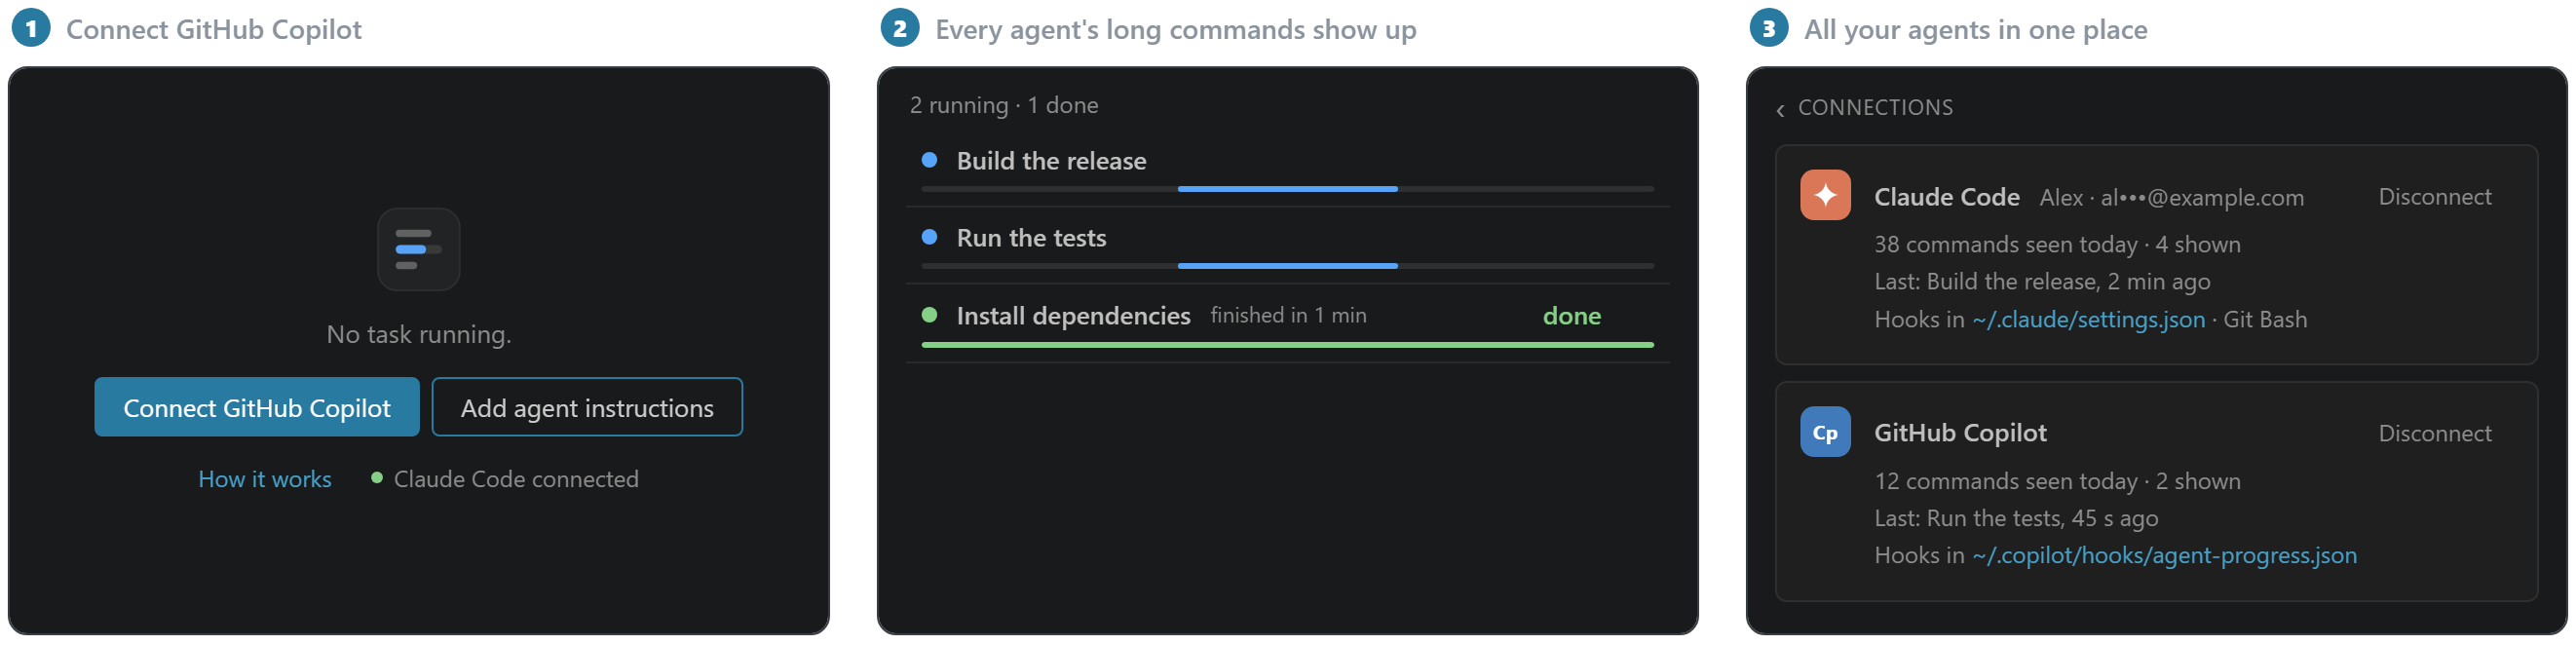 1 Connect GitHub Copilot
No task running.
Connect GitHub Copilot
Add agent instructions
How it works
Claude Code connected
2 Every agent's long commands show up
2 running · 1 done
Build the release
Run the tests
Install dependencies finished in 1 min done
3 All your agents in one place
‹ CONNECTIONS
Claude Code Alex · al•••@example.com Disconnect
38 commands seen today · 4 shown
Last: Build the release, 2 min ago
Hooks in ~/.claude/settings.json · Git Bash
Cp GitHub Copilot Disconnect
12 commands seen today · 2 shown
Last: Run the tests, 45 s ago
Hooks in ~/.copilot/hooks/agent-progress.json